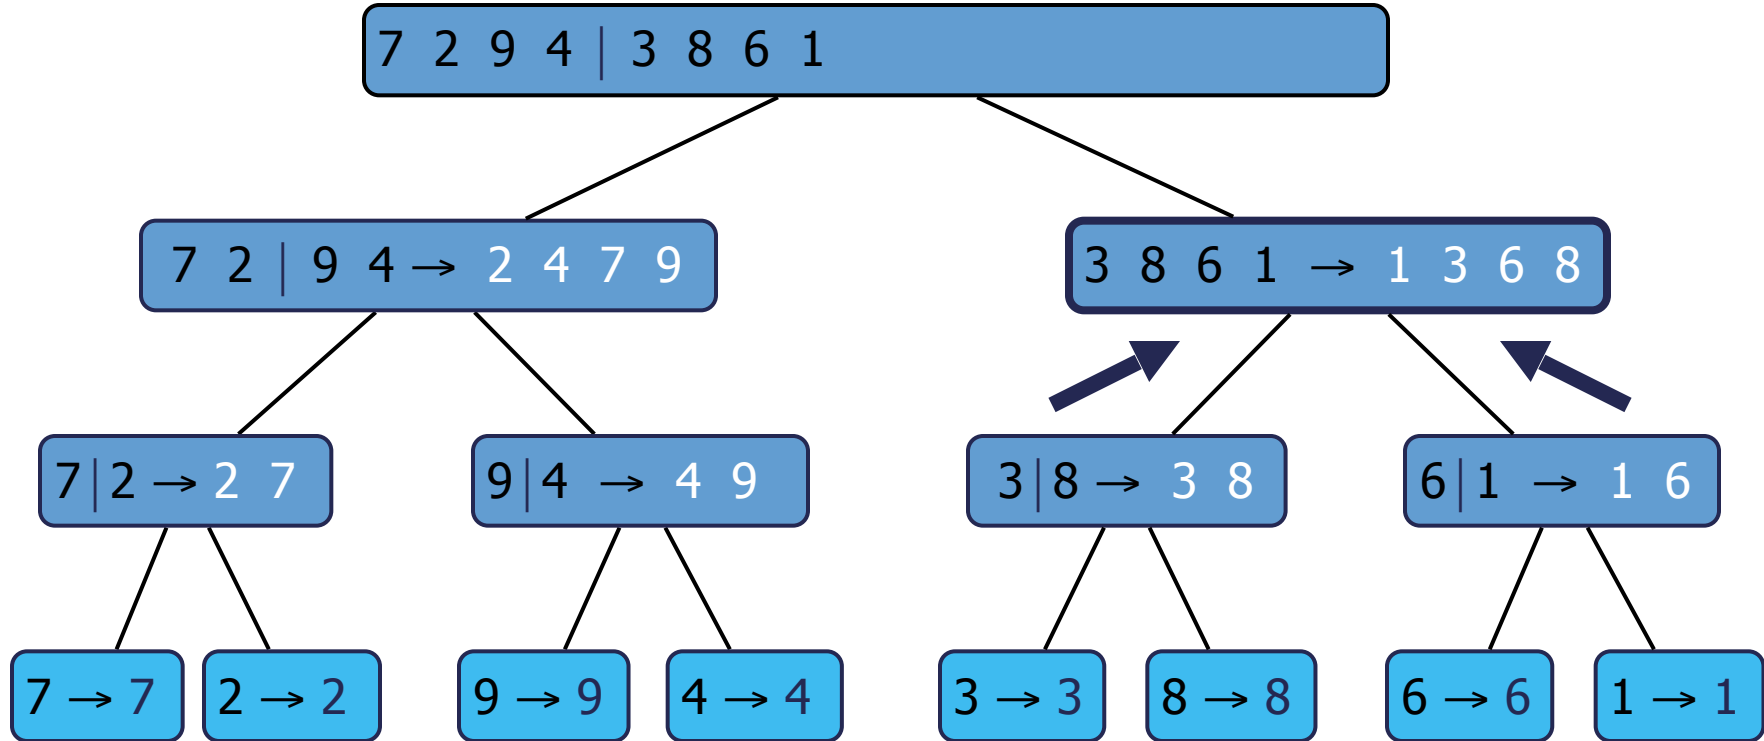 7 2 9 4 | 3 8 6 1
7 2 | 9 4 → 2 4 7 9
3 8 6 1 → 1 3 6 8
7 | 2 → 2 7
9 | 4 → 4 9
3 | 8 → 3 8
6 | 1 → 1 6
7 → 7
2 → 2
9 → 9
4 → 4
3 → 3
8 → 8
6 → 6
1 → 1